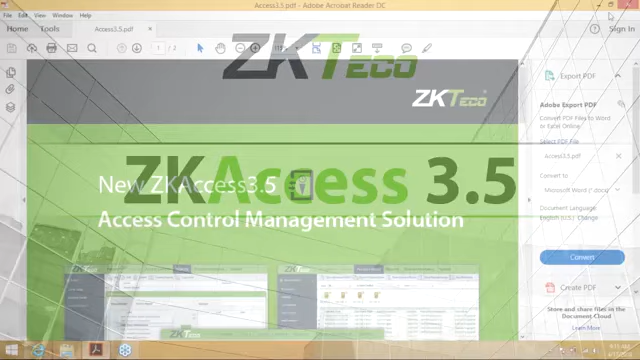 Access3.5.pdf - Adobe Acrobat Reader DC
File Edit View Window Help
Home Tools Access3.5.pdf Sign In
1 / 2
ZKTeco
Export PDF
ZKTeco
Adobe Export PDF
Convert PDF Files to Word
or Excel Online
Select PDF File
Access3.5.pdf
ZKAccess 3.5
New ZKAccess3.5
Convert to
Microsoft Word (*.docx)
Access Control Management Solution
Document Language:
English (U.S.) Change
Convert
Create PDF
Store and share files in the
Document Cloud
Learn More